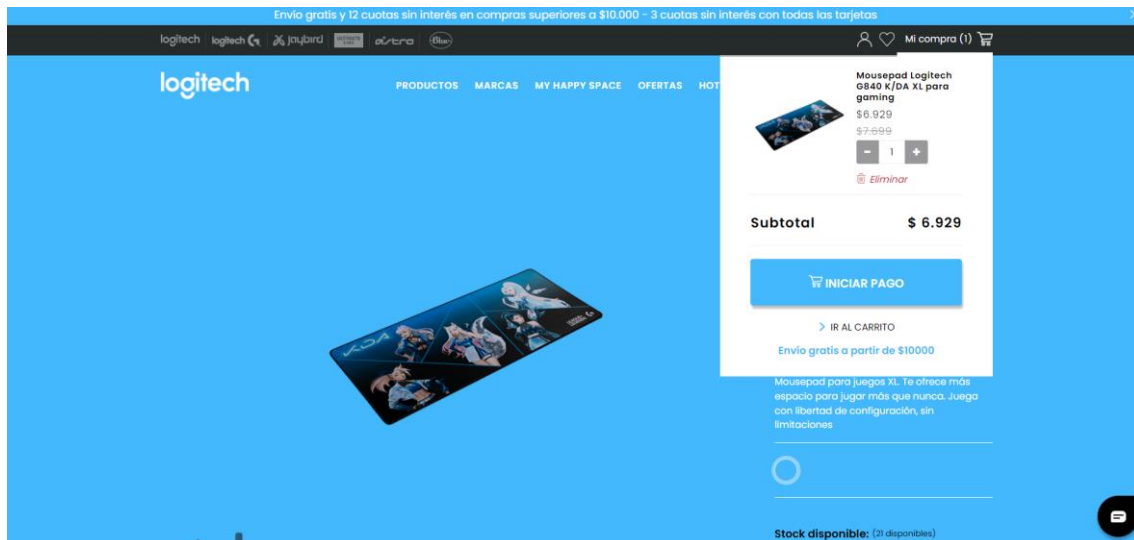 Envío gratis y 12 cuotas sin interés en compras superiores a $10.000 - 3 cuotas sin interés con todas las tarjetas
logitech logitech G jaybird astro Blue Mi compra (1)
logitech PRODUCTOS MARCAS MY HAPPY SPACE OFERTAS HOT
Mousepad Logitech
G840 K/DA XL para
gaming
$6.929
$7.699
- 1 +
Eliminar
Subtotal $ 6.929
INICIAR PAGO
> IR AL CARRITO
Envío gratis a partir de $10000
K/DA
Mousepad para juegos XL. Te ofrece más
espacio para jugar más que nunca. Juega
con libertad de configuración, sin
limitaciones
Stock disponible: (21 disponibles)